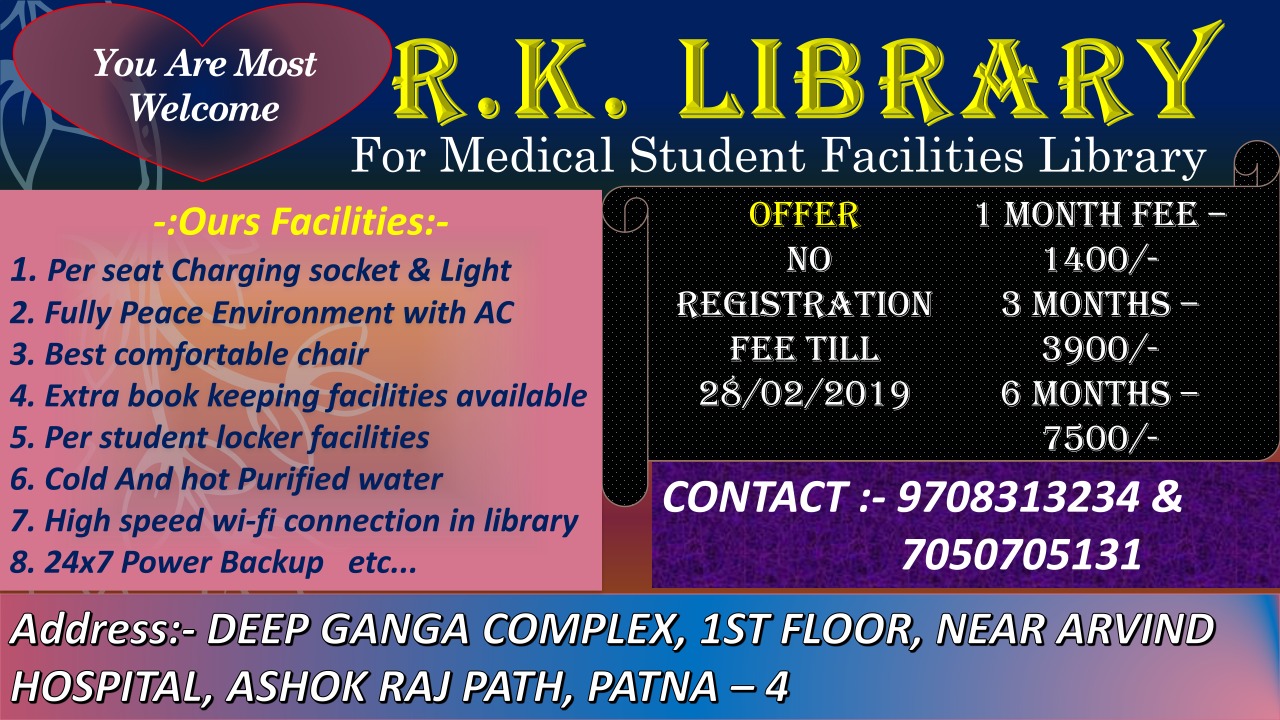 You Are Most
Welcome
R.K. LIBRARY
For Medical Student Facilities Library
-:Ours Facilities:-
1. Per seat Charging socket & Light
2. Fully Peace Environment with AC
3. Best comfortable chair
4. Extra book keeping facilities available
5. Per student locker facilities
6. Cold And hot Purified water
7. High speed wi-fi connection in library
8. 24x7 Power Backup etc...
OFFER
NO
REGISTRATION
FEE TILL
28/02/2019
1 MONTH FEE –
1400/-
3 MONTHS –
3900/-
6 MONTHS –
7500/-
CONTACT :- 9708313234 &
7050705131
Address:- DEEP GANGA COMPLEX, 1ST FLOOR, NEAR ARVIND
HOSPITAL, ASHOK RAJ PATH, PATNA – 4